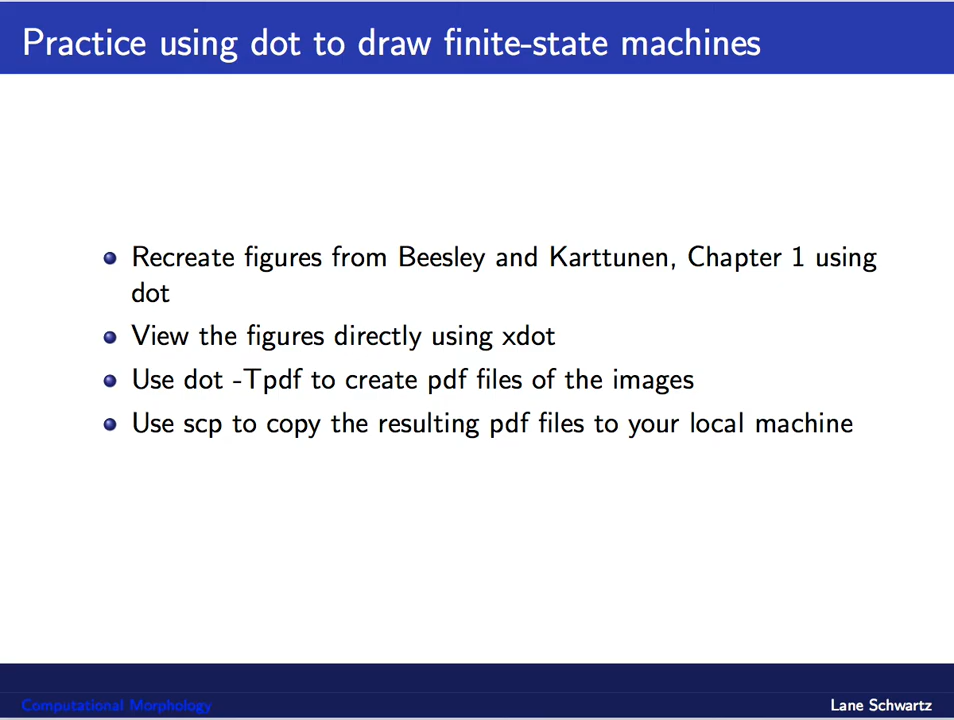 Practice using dot to draw finite-state machines
Recreate figures from Beesley and Karttunen, Chapter 1 using
dot
View the figures directly using xdot
Use dot -Tpdf to create pdf files of the images
Use scp to copy the resulting pdf files to your local machine
Computational Morphology
Lane Schwartz